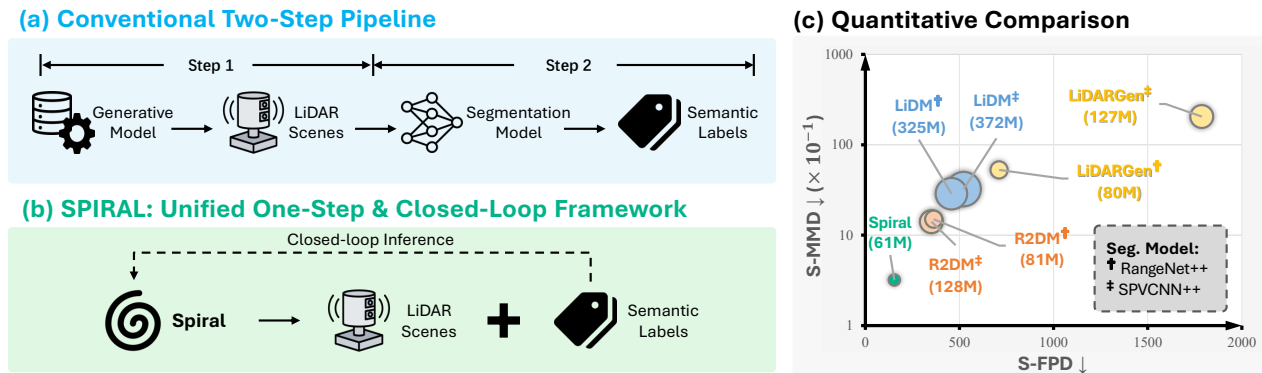 (a) Conventional Two-Step Pipeline
Step 1
Step 2
Generative
Model
LiDAR
Scenes
Segmentation
Model
Semantic
Labels
(b) SPIRAL: Unified One-Step & Closed-Loop Framework
Closed-loop Inference
Spiral
LiDAR
Scenes
+
Semantic
Labels
(c) Quantitative Comparison
S-MMD ↓ (× 10⁻¹)
1000
100
10
1
0
500
1000
1500
2000
S-FPD ↓
LiDM✝
(325M)
LiDM‡
(372M)
LiDARGen‡
(127M)
LiDARGen✝
(80M)
Spiral
(61M)
R2DM✝
(81M)
R2DM‡
(128M)
Seg. Model:
✝ RangeNet++
‡ SPVCNN++